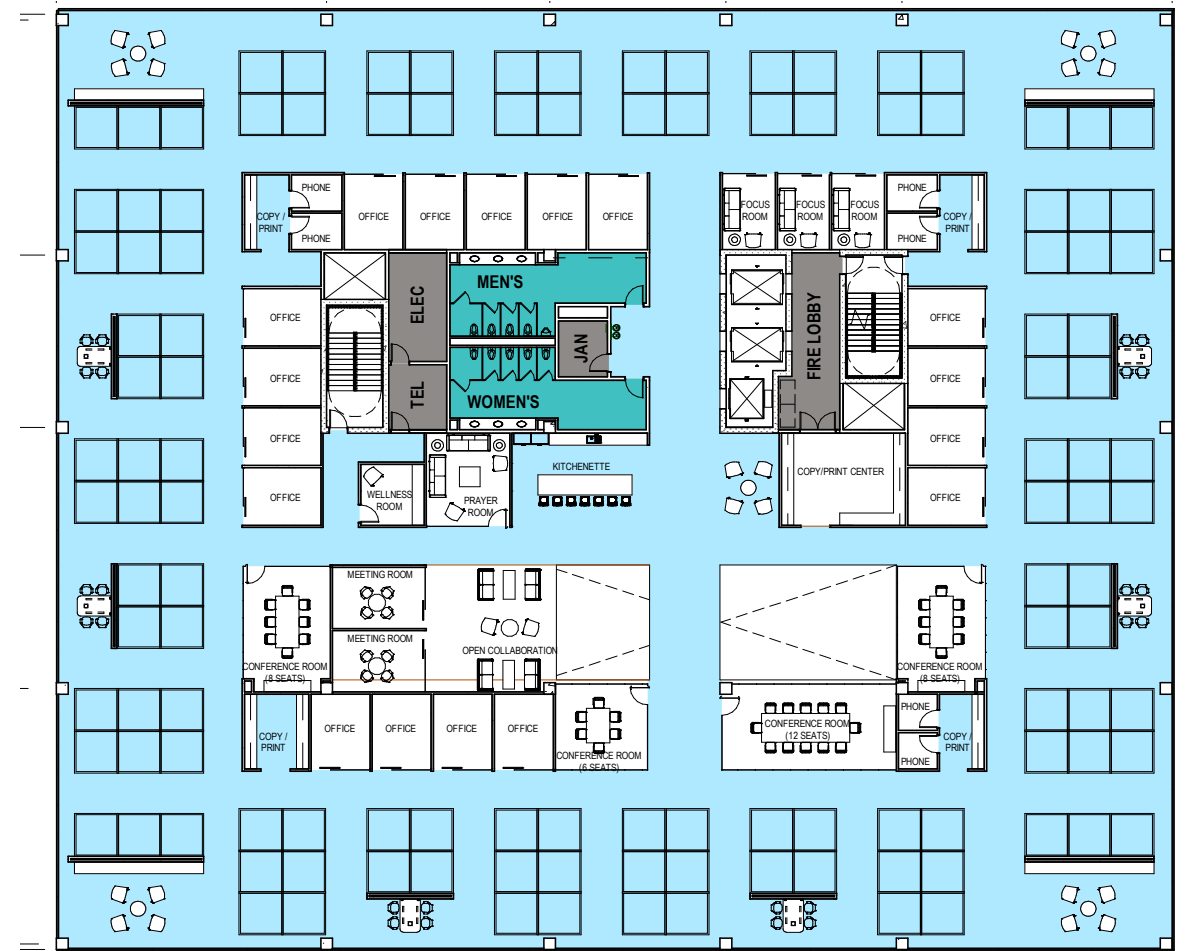 PHONE
COPY /
PRINT
PHONE
OFFICE
OFFICE
OFFICE
OFFICE
OFFICE
FOCUS
ROOM
FOCUS
ROOM
FOCUS
ROOM
PHONE
PHONE
COPY /
PRINT
ELEC
MEN'S
JAN
TEL
WOMEN'S
FIRE LOBBY
OFFICE
OFFICE
OFFICE
OFFICE
OFFICE
OFFICE
OFFICE
OFFICE
WELLNESS
ROOM
PRAYER
ROOM
KITCHENETTE
COPY/PRINT CENTER
MEETING ROOM
MEETING ROOM
OPEN COLLABORATION
CONFERENCE ROOM
(8 SEATS)
CONFERENCE ROOM
(8 SEATS)
COPY /
PRINT
OFFICE
OFFICE
OFFICE
OFFICE
CONFERENCE ROOM
(6 SEATS)
CONFERENCE ROOM
(12 SEATS)
PHONE
PHONE
COPY /
PRINT